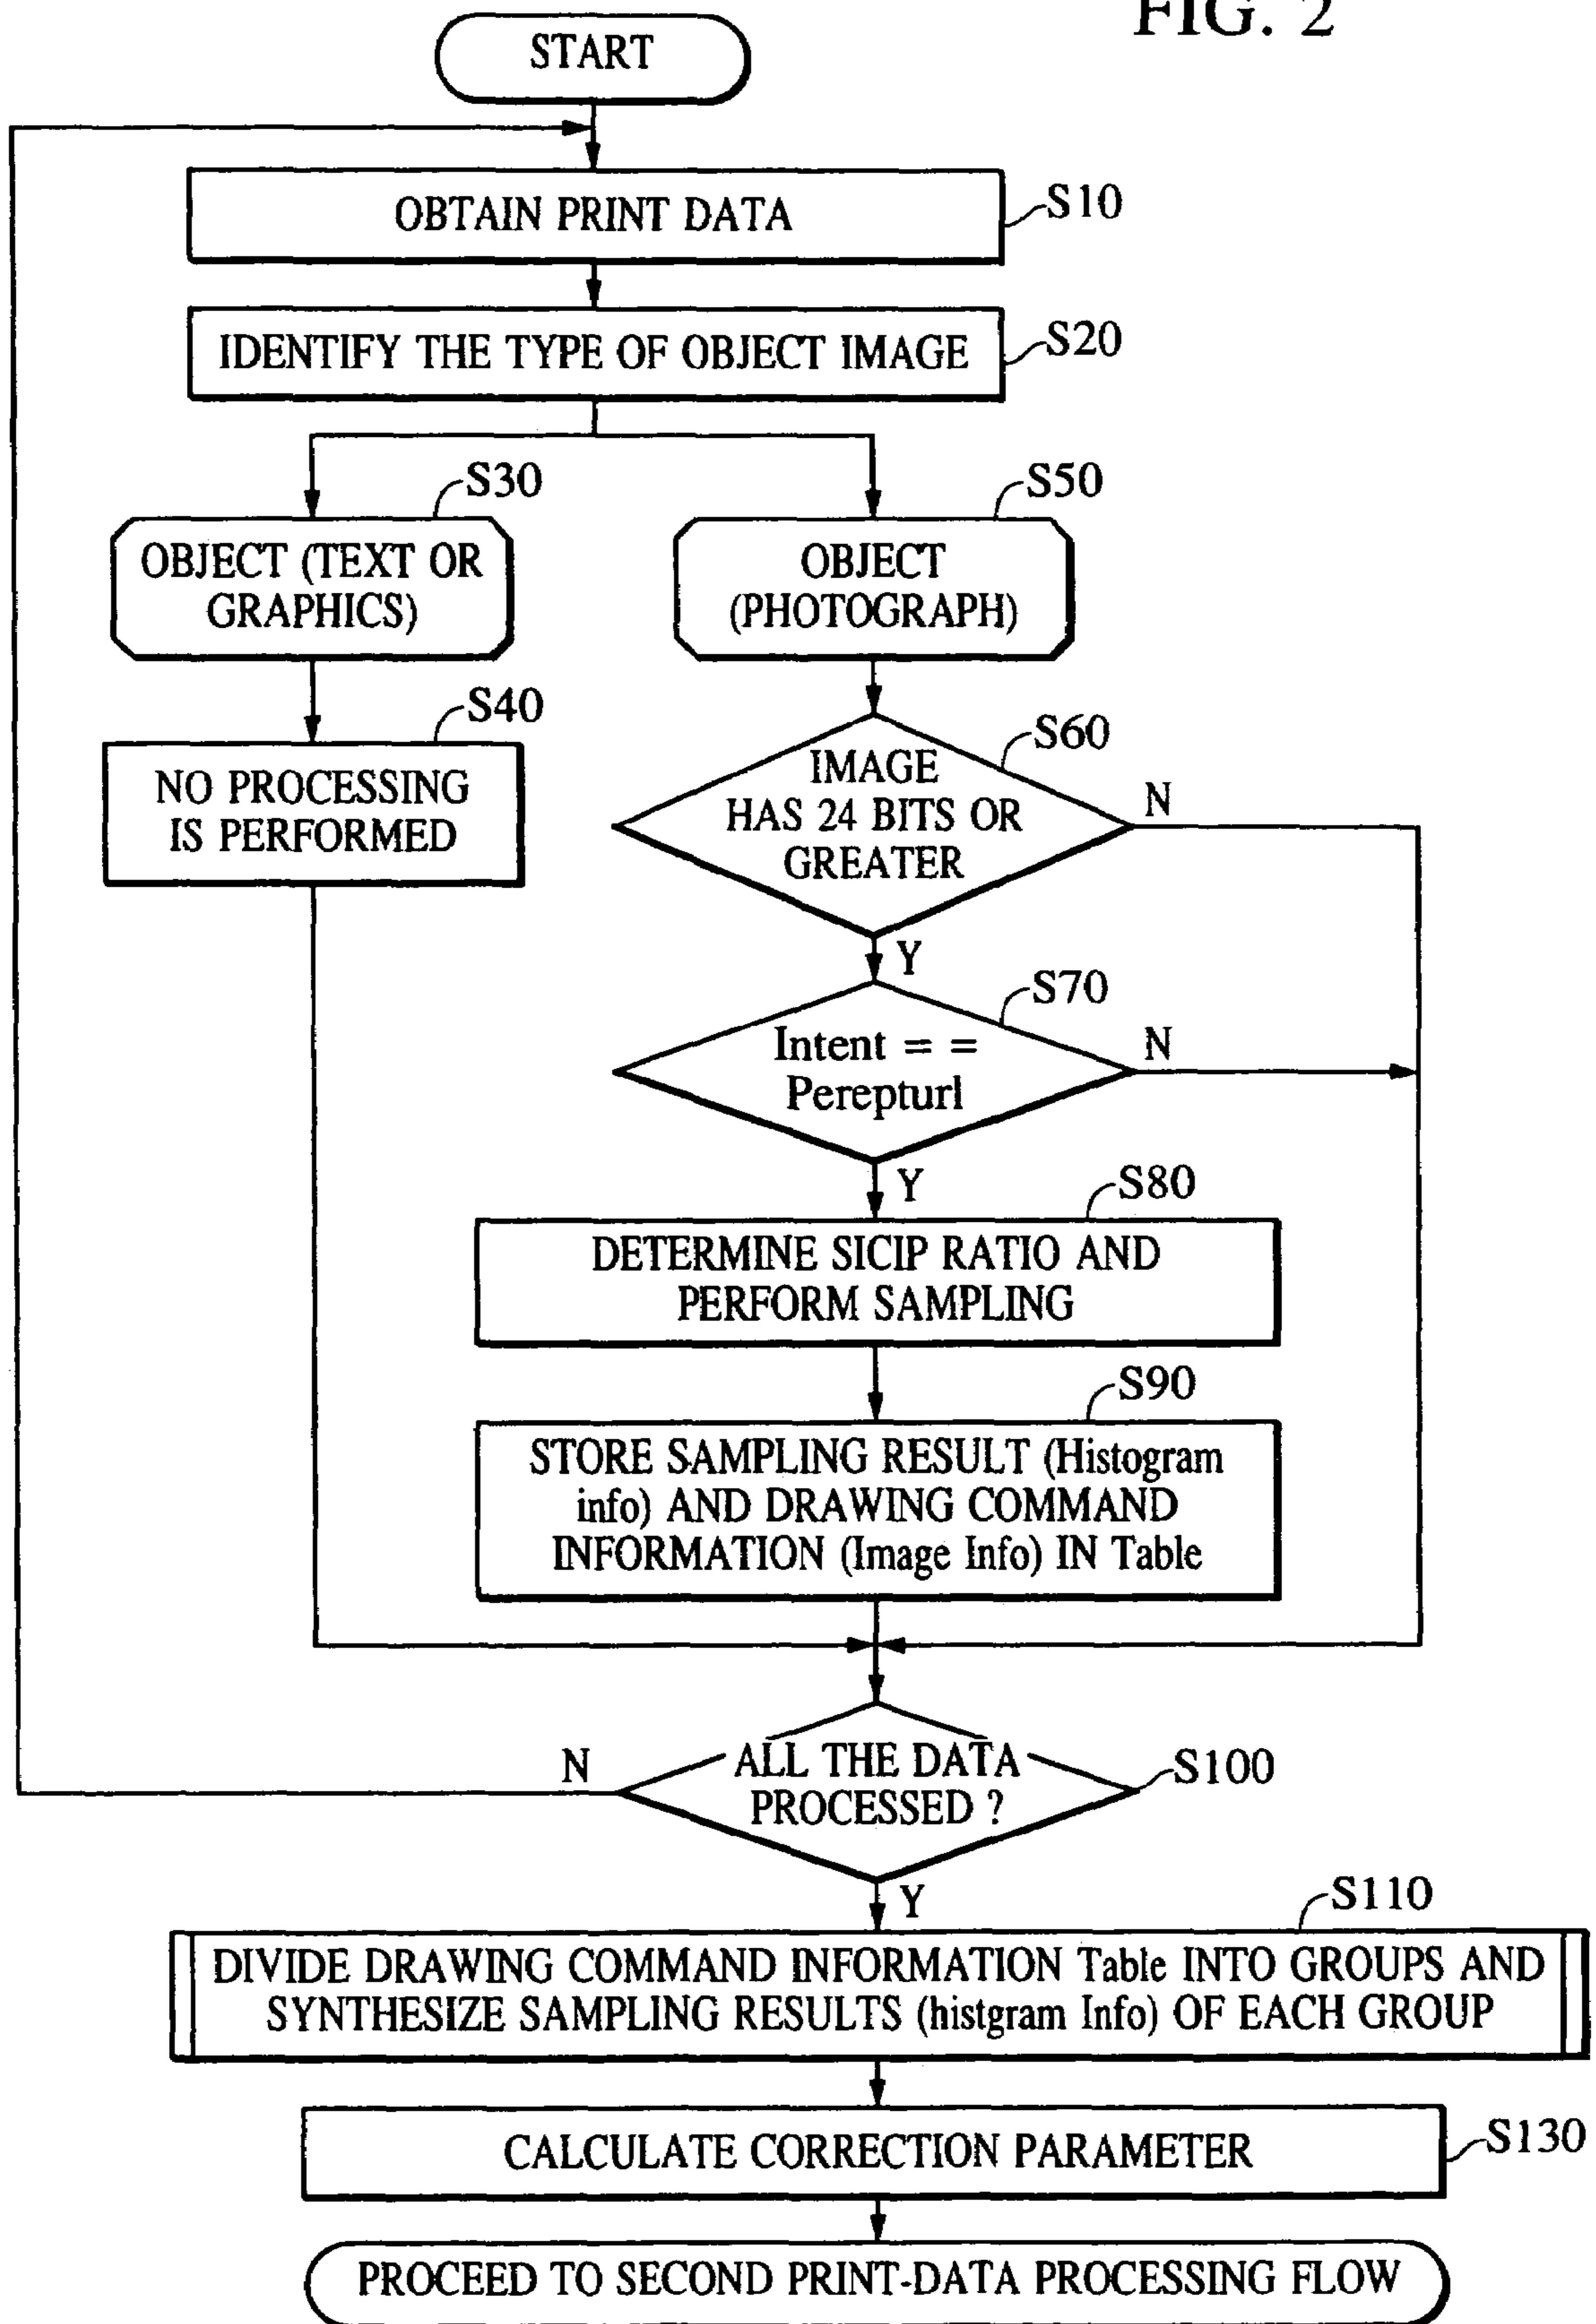 FIG. 2
START
OBTAIN PRINT DATA
S10
IDENTIFY THE TYPE OF OBJECT IMAGE
S20
S30
OBJECT (TEXT OR
GRAPHICS)
S50
OBJECT
(PHOTOGRAPH)
S40
NO PROCESSING
IS PERFORMED
S60
IMAGE
HAS 24 BITS OR
GREATER
N
Y
S70
Intent = =
Perepturl
N
Y
S80
DETERMINE SICIP RATIO AND
PERFORM SAMPLING
S90
STORE SAMPLING RESULT (Histogram
info) AND DRAWING COMMAND
INFORMATION (Image Info) IN Table
N
ALL THE DATA
PROCESSED ?
S100
Y
S110
DIVIDE DRAWING COMMAND INFORMATION Table INTO GROUPS AND
SYNTHESIZE SAMPLING RESULTS (histgram Info) OF EACH GROUP
CALCULATE CORRECTION PARAMETER
S130
PROCEED TO SECOND PRINT-DATA PROCESSING FLOW